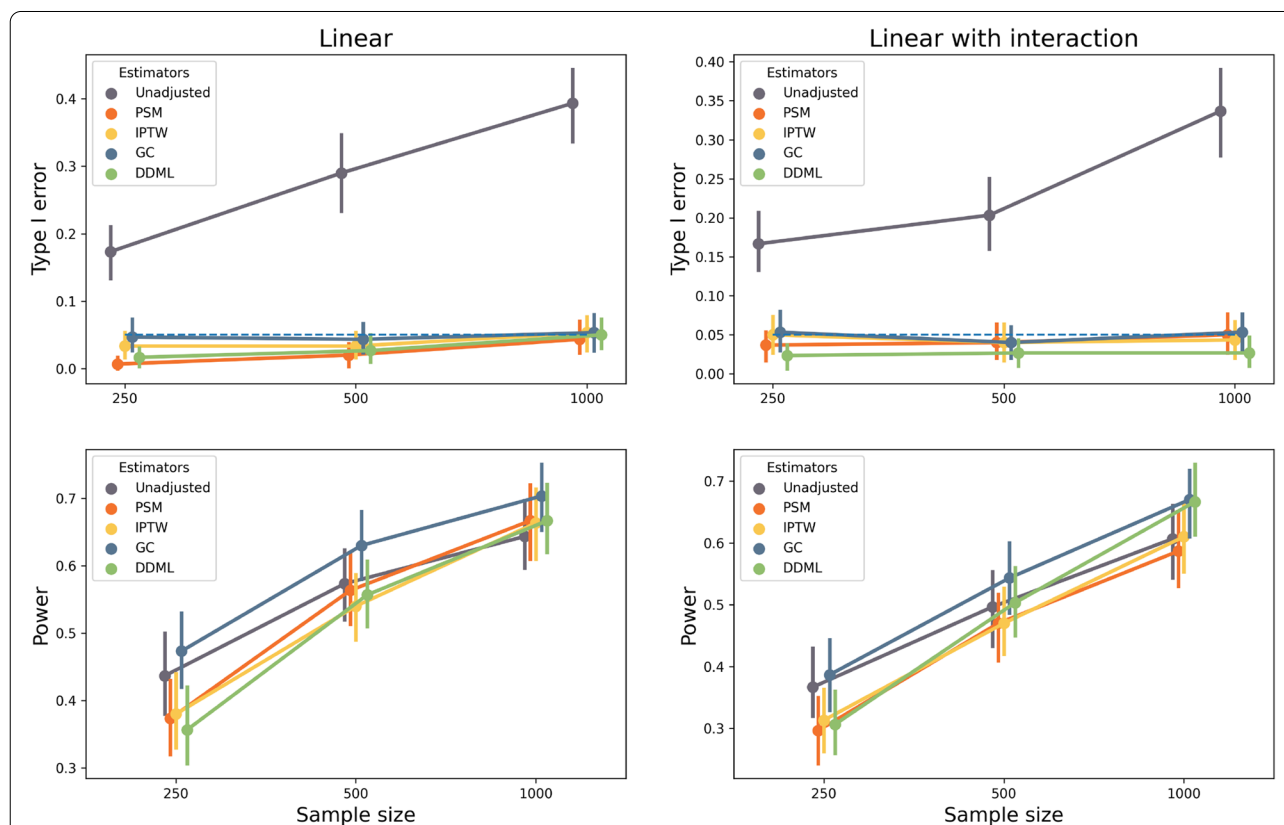 Linear
Type I error
0.4
0.3
0.2
0.1
0.0
Estimators
Unadjusted
PSM
IPTW
GC
DDML
250
500
1000
Linear with interaction
Type I error
0.40
0.35
0.30
0.25
0.20
0.15
0.10
0.05
0.00
Estimators
Unadjusted
PSM
IPTW
GC
DDML
250
500
1000
Power
0.7
0.6
0.5
0.4
0.3
Estimators
Unadjusted
PSM
IPTW
GC
DDML
250
500
1000
Sample size
Power
0.7
0.6
0.5
0.4
0.3
Estimators
Unadjusted
PSM
IPTW
GC
DDML
250
500
1000
Sample size